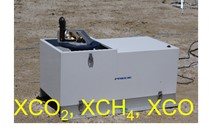 XCO₂, XCH₄, XCO